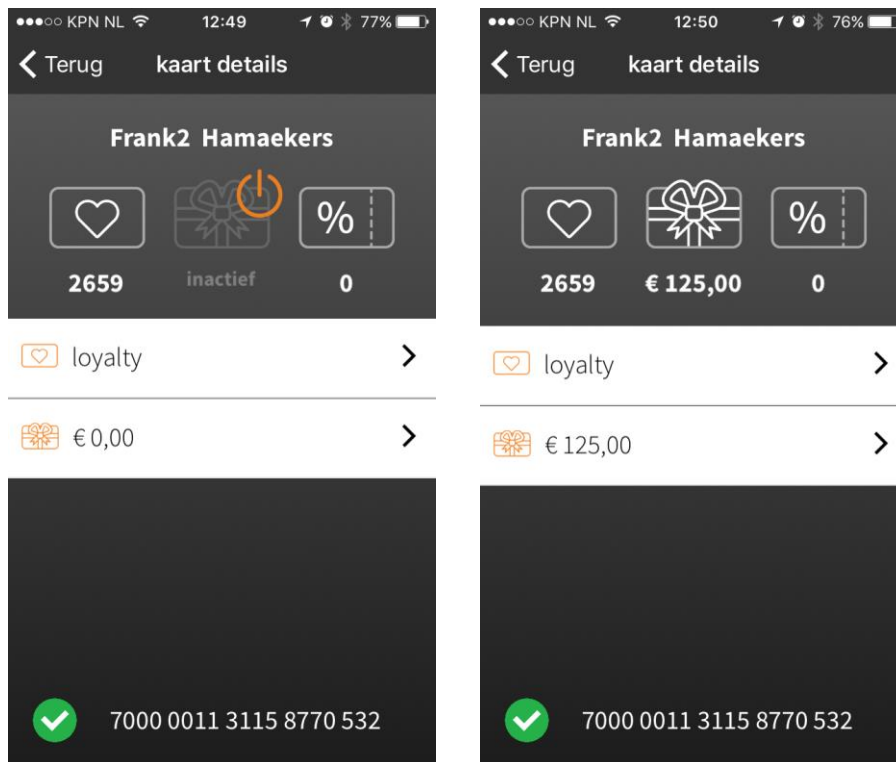 KPN NL 12:49 77%
Terug kaart details
Frank2 Hamaekers
%
2659 inactief 0
loyalty
€ 0,00
7000 0011 3115 8770 532
KPN NL 12:50 76%
Terug kaart details
Frank2 Hamaekers
%
2659 € 125,00 0
loyalty
€ 125,00
7000 0011 3115 8770 532